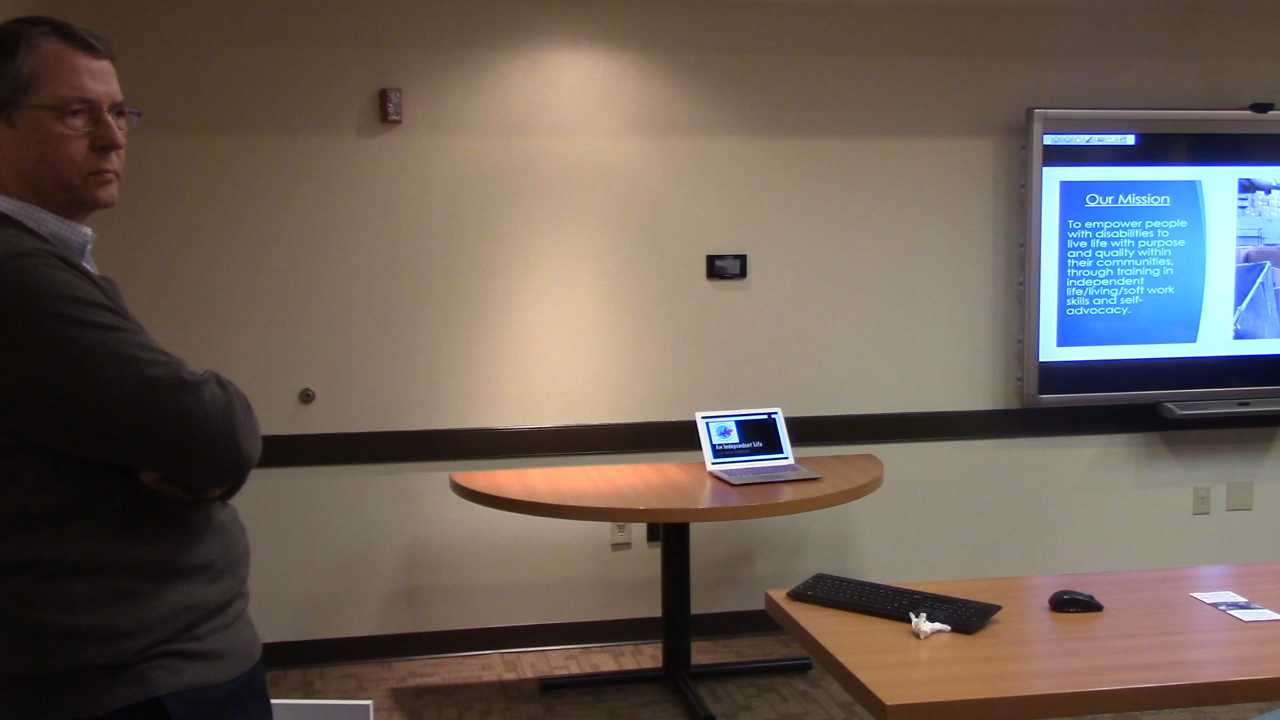 Our Mission
To empower people
with disabilities to
live life with purpose
and quality within
their communities,
through training in
independent
life/living/soft work
skills and self-
advocacy.
An Independent Life